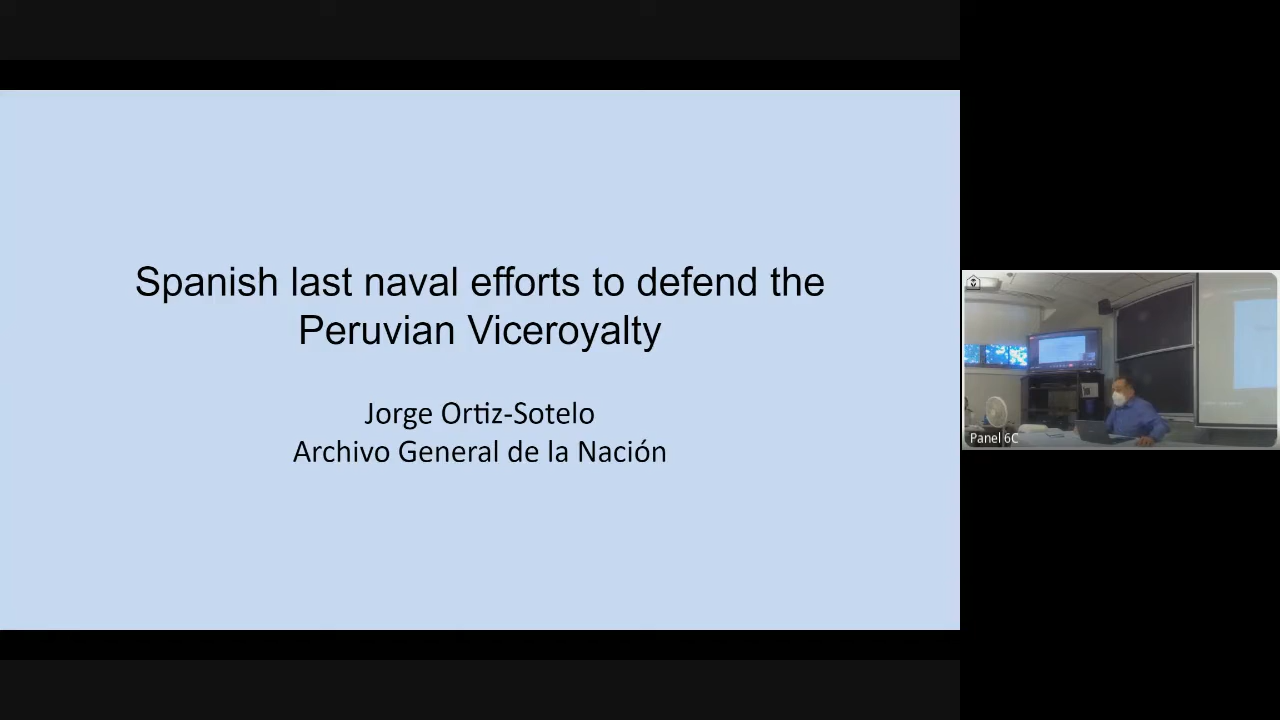 Spanish last naval efforts to defend the
Peruvian Viceroyalty
Jorge Ortiz-Sotelo
Archivo General de la Nación
Panel 6C